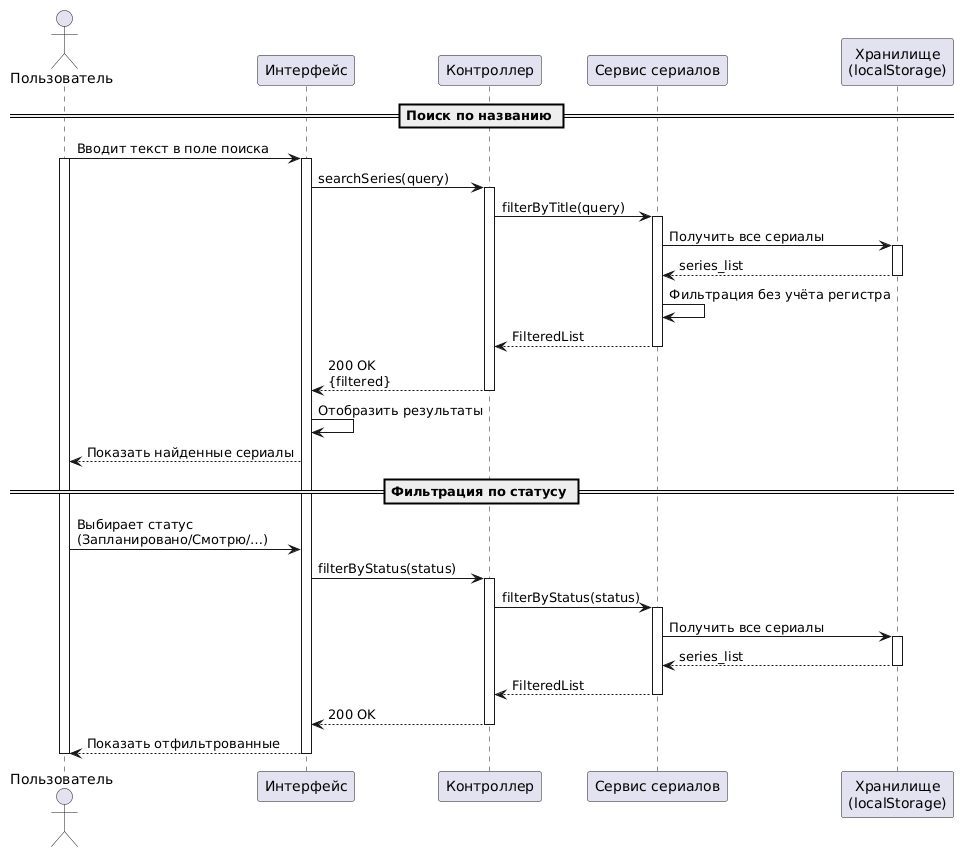 Пользователь
Интерфейс
Контроллер
Сервис сериалов
Хранилище
(localStorage)
Поиск по названию
Вводит текст в поле поиска
searchSeries(query)
filterByTitle(query)
Получить все сериалы
series_list
Фильтрация без учёта регистра
FilteredList
200 OK
{filtered}
Отобразить результаты
Показать найденные сериалы
Фильтрация по статусу
Выбирает статус
(Запланировано/Смотрю/...)
filterByStatus(status)
filterByStatus(status)
Получить все сериалы
series_list
FilteredList
200 OK
Показать отфильтрованные
Пользователь
Интерфейс
Контроллер
Сервис сериалов
Хранилище
(localStorage)